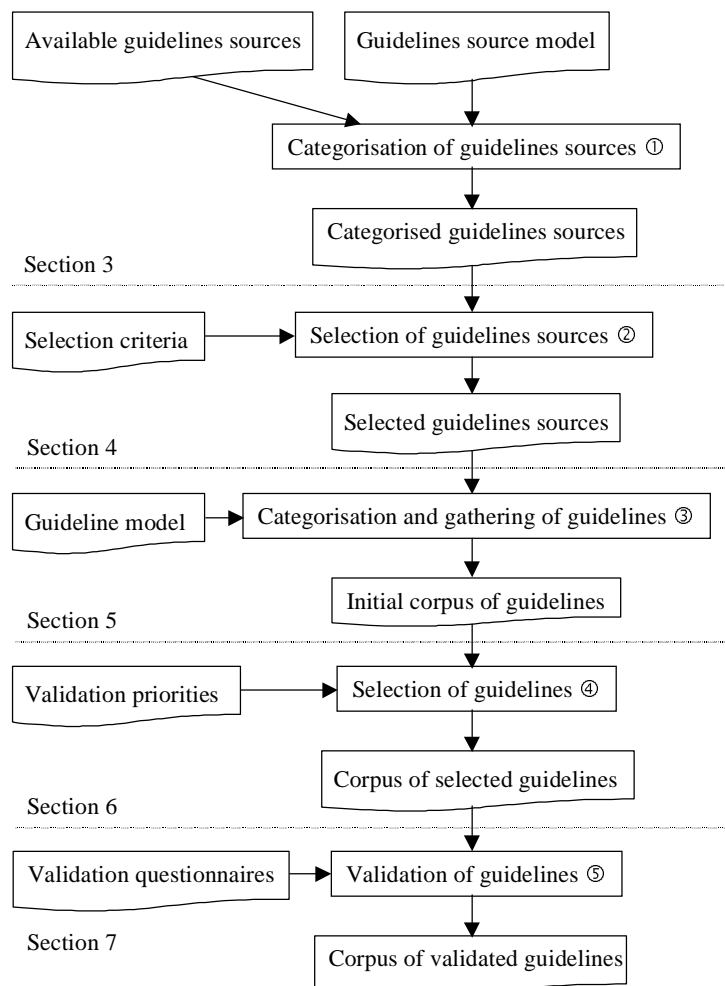 Available guidelines sources
Guidelines source model
Categorisation of guidelines sources ①
Categorised guidelines sources
Section 3
Selection criteria
Selection of guidelines sources ②
Selected guidelines sources
Section 4
Guideline model
Categorisation and gathering of guidelines ③
Initial corpus of guidelines
Section 5
Validation priorities
Selection of guidelines ④
Corpus of selected guidelines
Section 6
Validation questionnaires
Validation of guidelines ⑤
Section 7
Corpus of validated guidelines